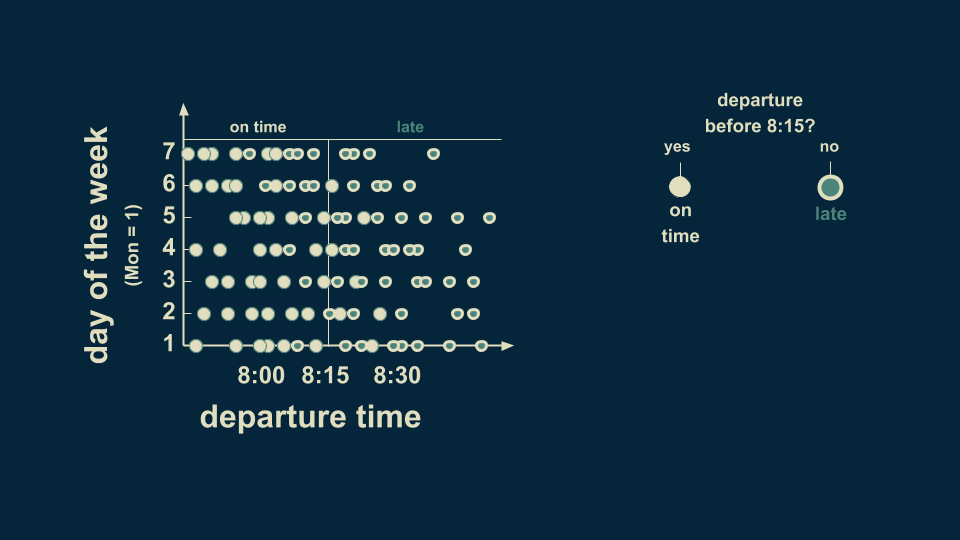 on time late
7
6
5
4
3
2
1
day of the week
(Mon = 1)
8:00 8:15 8:30
departure time
departure
before 8:15?
yes no
on
time
late